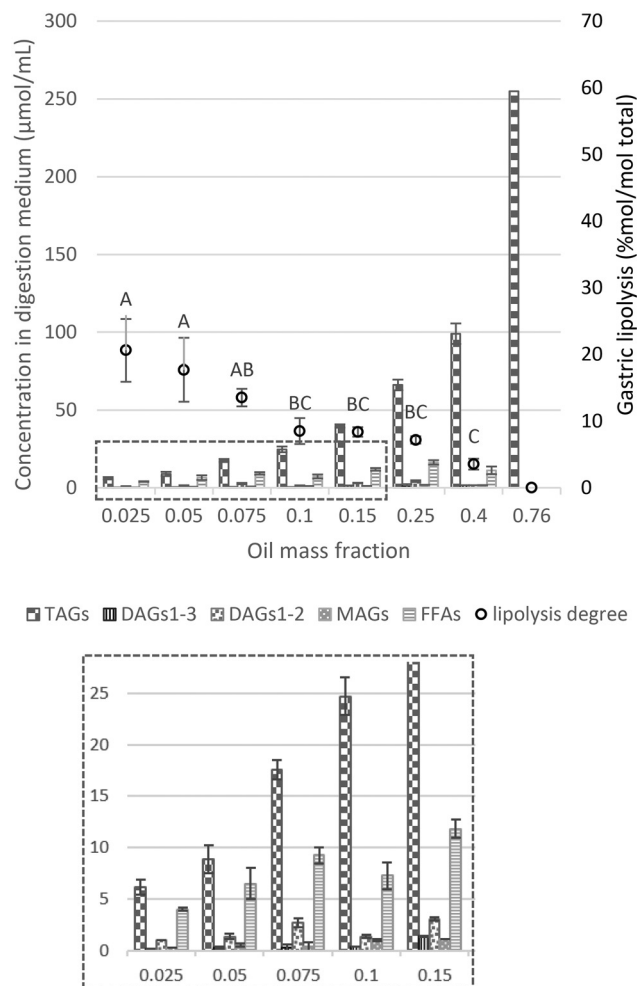 Concentration in digestion medium (µmol/mL)
300
250
200
150
100
50
0
Gastric lipolysis (%mol/mol total)
70
60
50
40
30
20
10
0
A
A
AB
BC
BC
BC
C
0.025 0.05 0.075 0.1 0.15 0.25 0.4 0.76
Oil mass fraction
TAGs DAGs1-3 DAGs1-2 MAGs FFAs lipolysis degree
25
20
15
10
5
0
0.025 0.05 0.075 0.1 0.15